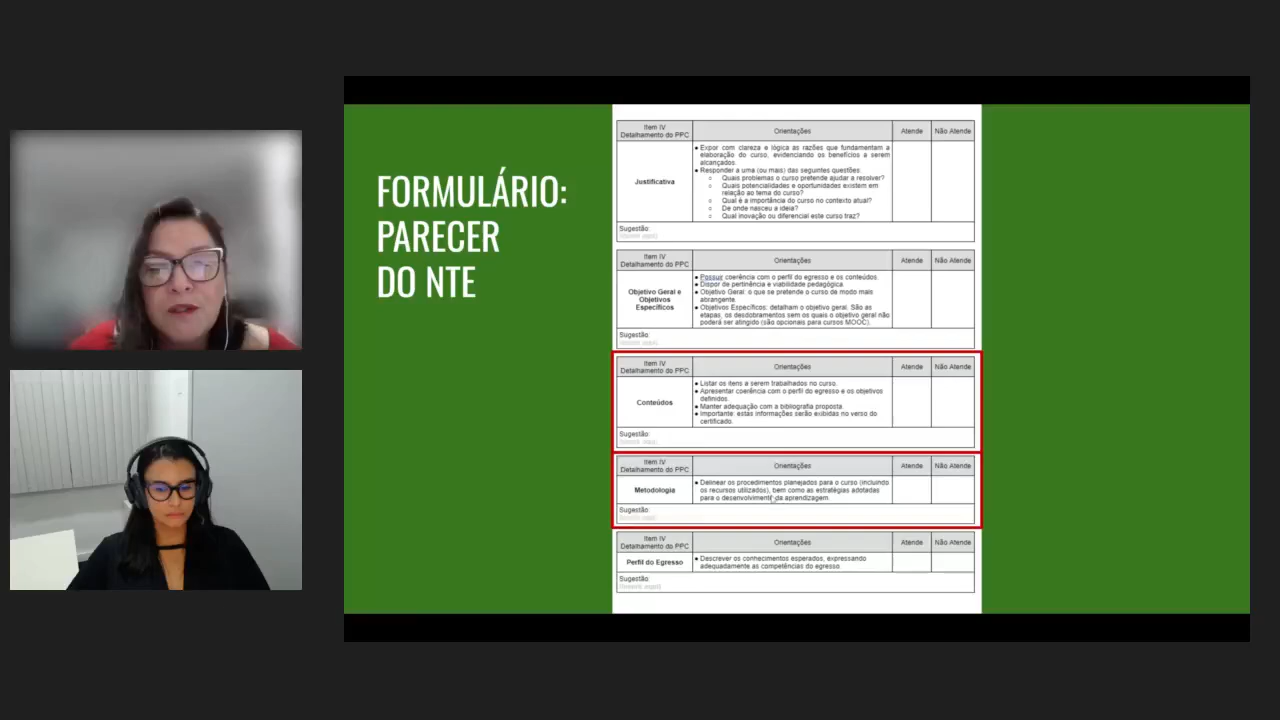 FORMULÁRIO:
PARECER
DO NTE
Item IV
Detalhamento do PPC
Orientações
Atende
Não Atende
Justificativa
● Expor com clareza e lógica as razões que fundamentam a
elaboração do curso, evidenciando os benefícios a serem
alcançados.
● Responder a uma (ou mais) das seguintes questões:
○ Quais problemas o curso pretende ajudar a resolver?
○ Quais potencialidades e oportunidades existem em
relação ao tema do curso?
○ Qual é a importância do curso no contexto atual?
○ De onde nasceu a ideia?
○ Qual inovação ou diferencial este curso traz?
Sugestão:
Item IV
Detalhamento do PPC
Orientações
Atende
Não Atende
Objetivo Geral e
Objetivos
Específicos
● Possuir coerência com o perfil do egresso e os conteúdos.
● Dispor de pertinência e viabilidade pedagógica.
● Objetivo Geral: o que se pretende o curso de modo mais
abrangente.
● Objetivos Específicos: detalham o objetivo geral. São as
etapas, os desdobramentos sem os quais o objetivo geral não
poderá ser atingido (são opcionais para cursos MOOC).
Sugestão:
Item IV
Detalhamento do PPC
Orientações
Atende
Não Atende
Conteúdos
● Listar os itens a serem trabalhados no curso.
● Apresentar coerência com o perfil do egresso e os objetivos
definidos.
● Manter adequação com a bibliografia proposta.
● Importante: estas informações serão exibidas no verso do
certificado.
Sugestão:
Item IV
Detalhamento do PPC
Orientações
Atende
Não Atende
Metodologia
● Delinear os procedimentos planejados para o curso (incluindo
os recursos utilizados), bem como as estratégias adotadas
para o desenvolvimento da aprendizagem.
Sugestão:
Item IV
Detalhamento do PPC
Orientações
Atende
Não Atende
Perfil do Egresso
● Descrever os conhecimentos esperados, expressando
adequadamente as competências do egresso.
Sugestão: